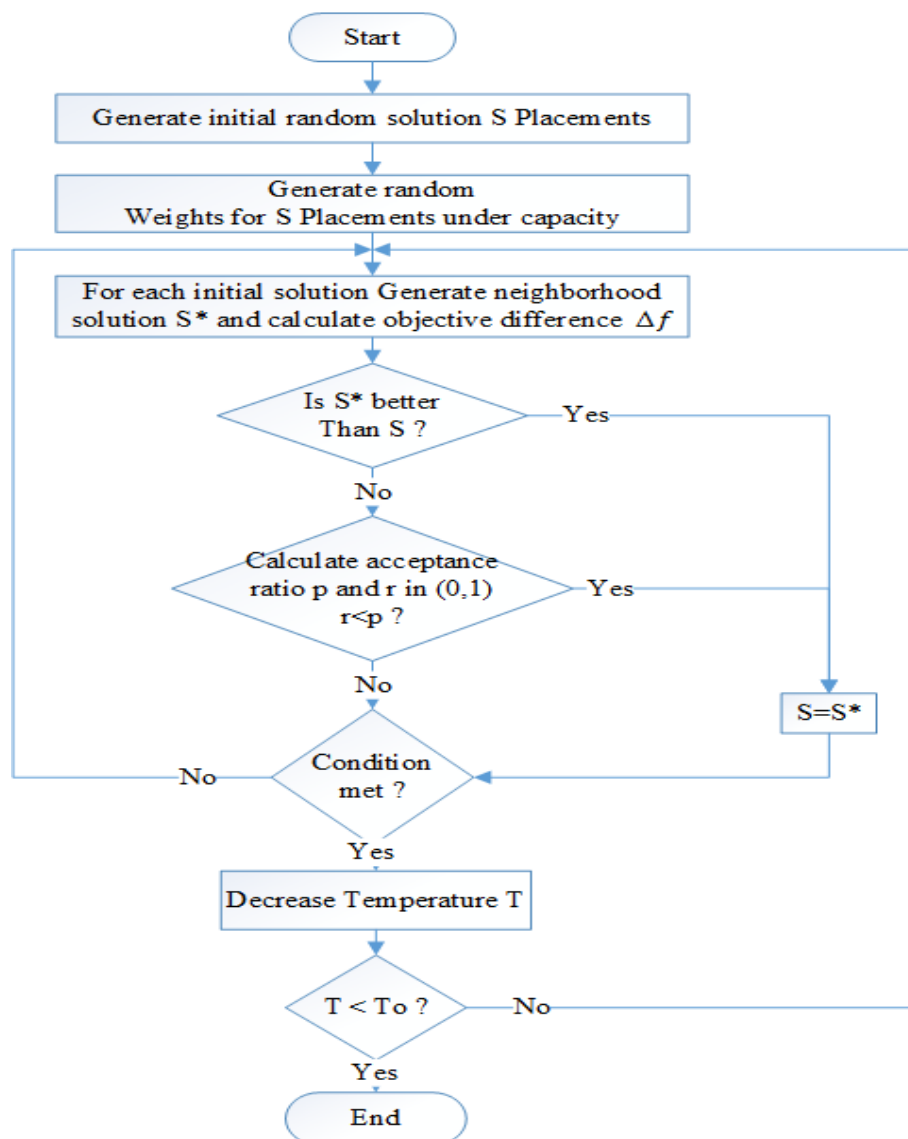 Start
Generate initial random solution S Placements
Generate random
Weights for S Placements under capacity
For each initial solution Generate neighborhood
solution S* and calculate objective difference Δf
Is S* better
Than S ?
Yes
No
Calculate acceptance
ratio p and r in (0,1)
r<p ?
Yes
No
S=S*
Condition
met ?
No
Yes
Decrease Temperature T
T < To ?
No
Yes
End